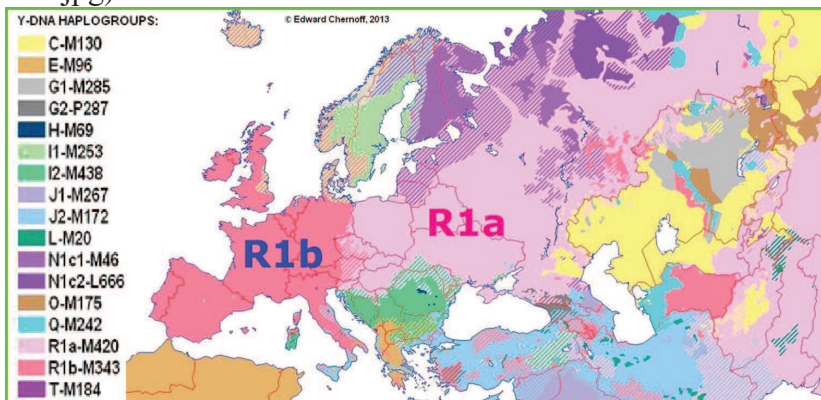 jpg)
Y-DNA HAPLOGROUPS:
© Edward Chernoff, 2013
C-M130
E-M96
G1-M285
G2-P287
H-M69
I1-M253
I2-M438
J1-M267
J2-M172
L-M20
N1c1-M46
N1c2-L666
O-M175
Q-M242
R1a-M420
R1b-M343
T-M184
R1b
R1a